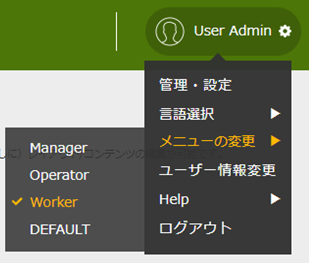 User Admin
管理・設定
言語選択
メニューの変更
ユーザー情報変更
Help
ログアウト
Manager
コンテンツの
Operator
Worker
DEFAULT